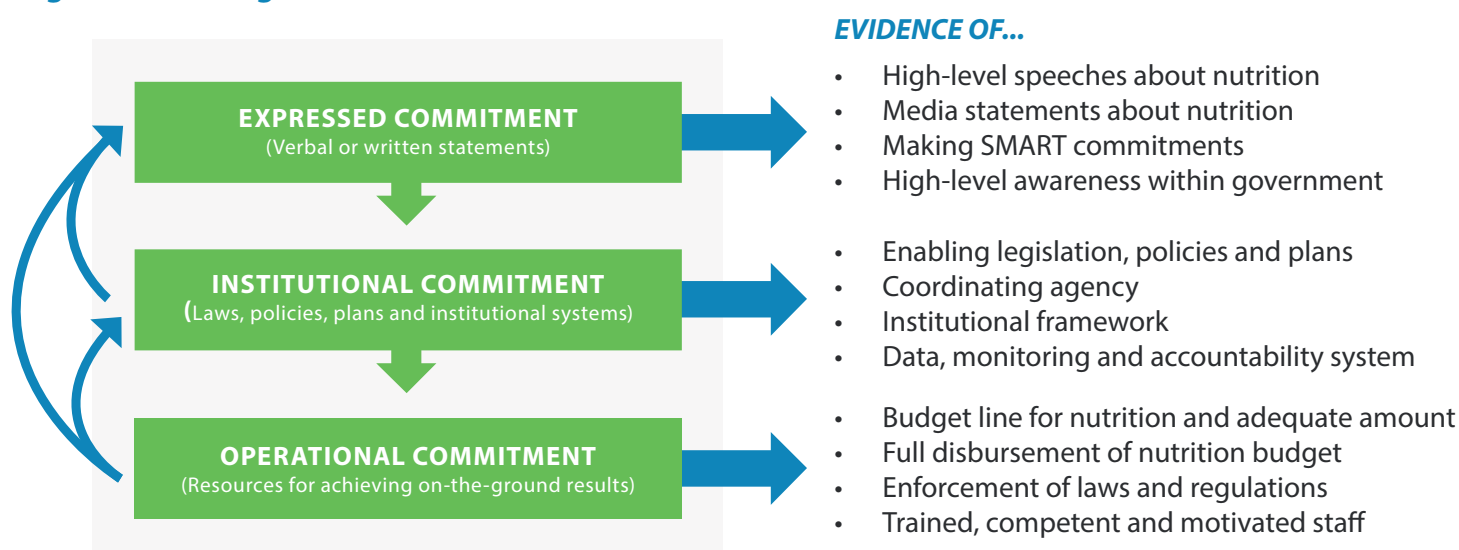 EVIDENCE OF...
EXPRESSED COMMITMENT
(Verbal or written statements)
• High-level speeches about nutrition
• Media statements about nutrition
• Making SMART commitments
• High-level awareness within government
INSTITUTIONAL COMMITMENT
(Laws, policies, plans and institutional systems)
• Enabling legislation, policies and plans
• Coordinating agency
• Institutional framework
• Data, monitoring and accountability system
OPERATIONAL COMMITMENT
(Resources for achieving on-the-ground results)
• Budget line for nutrition and adequate amount
• Full disbursement of nutrition budget
• Enforcement of laws and regulations
• Trained, competent and motivated staff